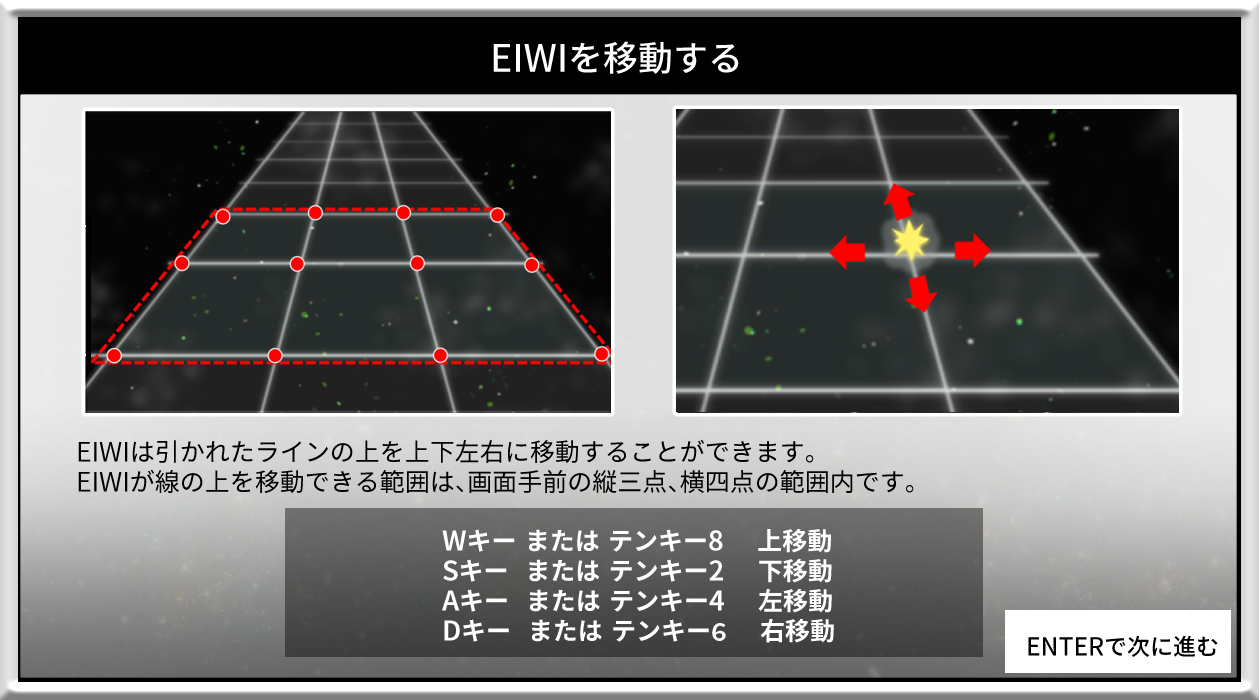 EIWIを移動する
EIWIは引かれたラインの上を上下左右に移動することができます。
EIWIが線の上を移動できる範囲は、画面手前の縦三点、横四点の範囲内です。
Wキー または テンキー8 上移動
Sキー または テンキー2 下移動
Aキー または テンキー4 左移動
Dキー または テンキー6 右移動
ENTERで次に進む